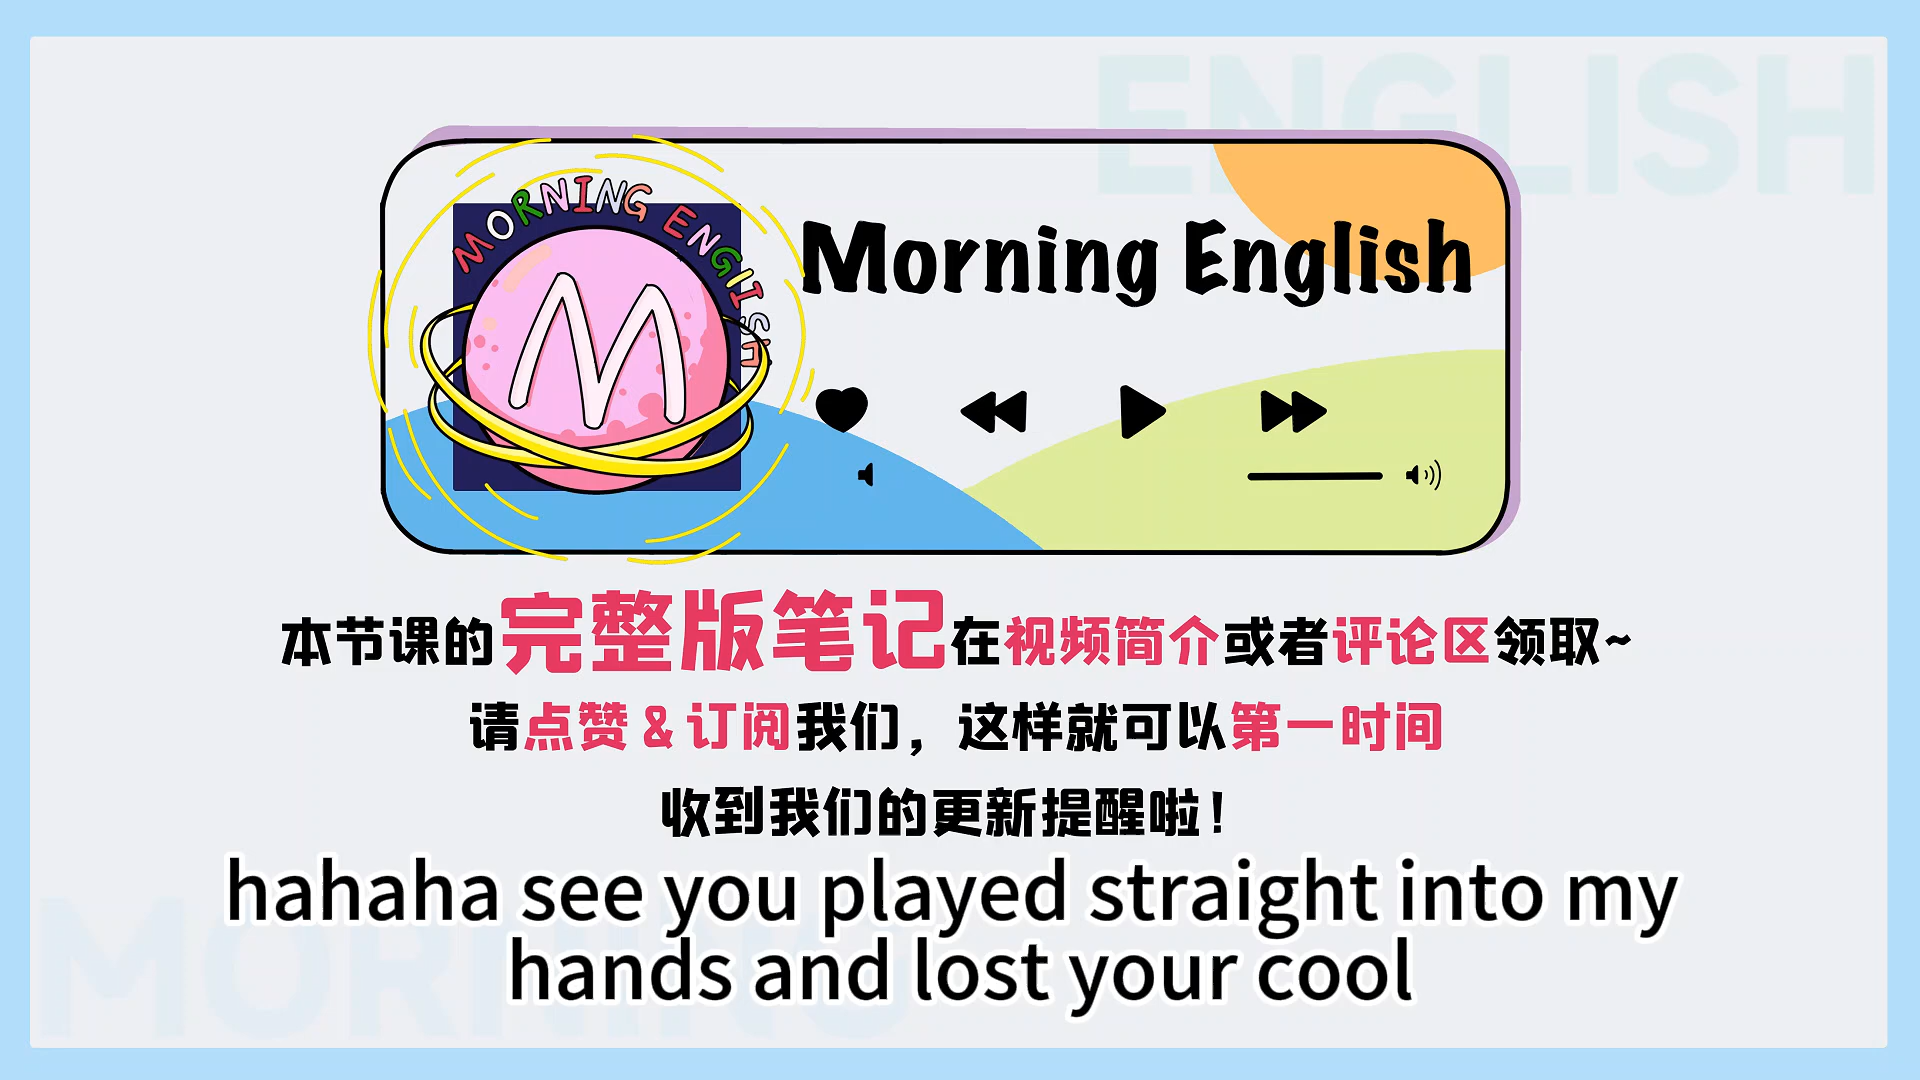 ENGLISH
MORNING ENGLISH
M
Morning English
本节课的完整版笔记在视频简介或者评论区领取~
请点赞&订阅我们，这样就可以第一时间
收到我们的更新提醒啦！
hahaha see you played straight into my
hands and lost your cool
MORNING